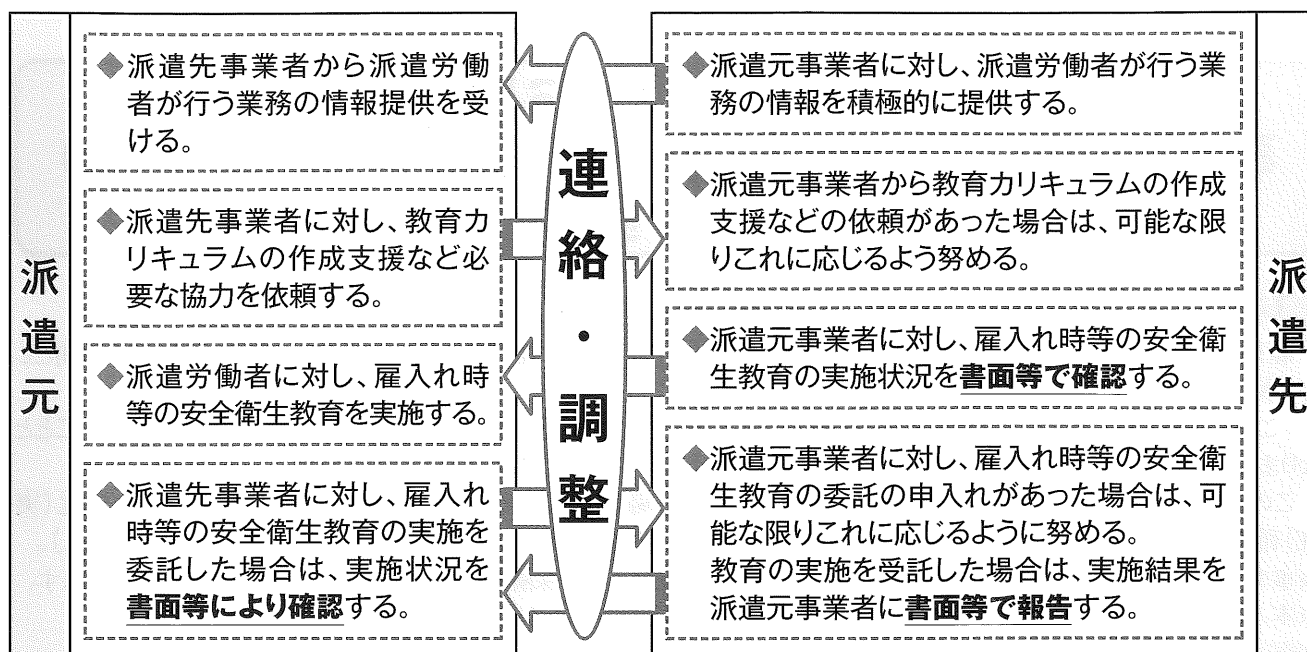 派遣元
◆派遣先事業者から派遣労働
者が行う業務の情報提供を受
ける。
◆派遣先事業者に対し、教育カ
リキュラムの作成支援など必
要な協力を依頼する。
◆派遣労働者に対し、雇入れ時
等の安全衛生教育を実施する。
◆派遣先事業者に対し、雇入れ
時等の安全衛生教育の実施を
委託した場合は、実施状況を
書面等により確認する。
連絡・調整
◆派遣元事業者に対し、派遣労働者が行う業
務の情報を積極的に提供する。
◆派遣元事業者から教育カリキュラムの作成
支援などの依頼があった場合は、可能な限
りこれに応じるよう努める。
◆派遣元事業者に対し、雇入れ時等の安全衛
生教育の実施状況を書面等で確認する。
◆派遣元事業者に対し、雇入れ時等の安全衛
生教育の委託の申入れがあった場合は、可
能な限りこれに応じるように努める。
教育の実施を受託した場合は、実施結果を
派遣元事業者に書面等で報告する。
派遣先